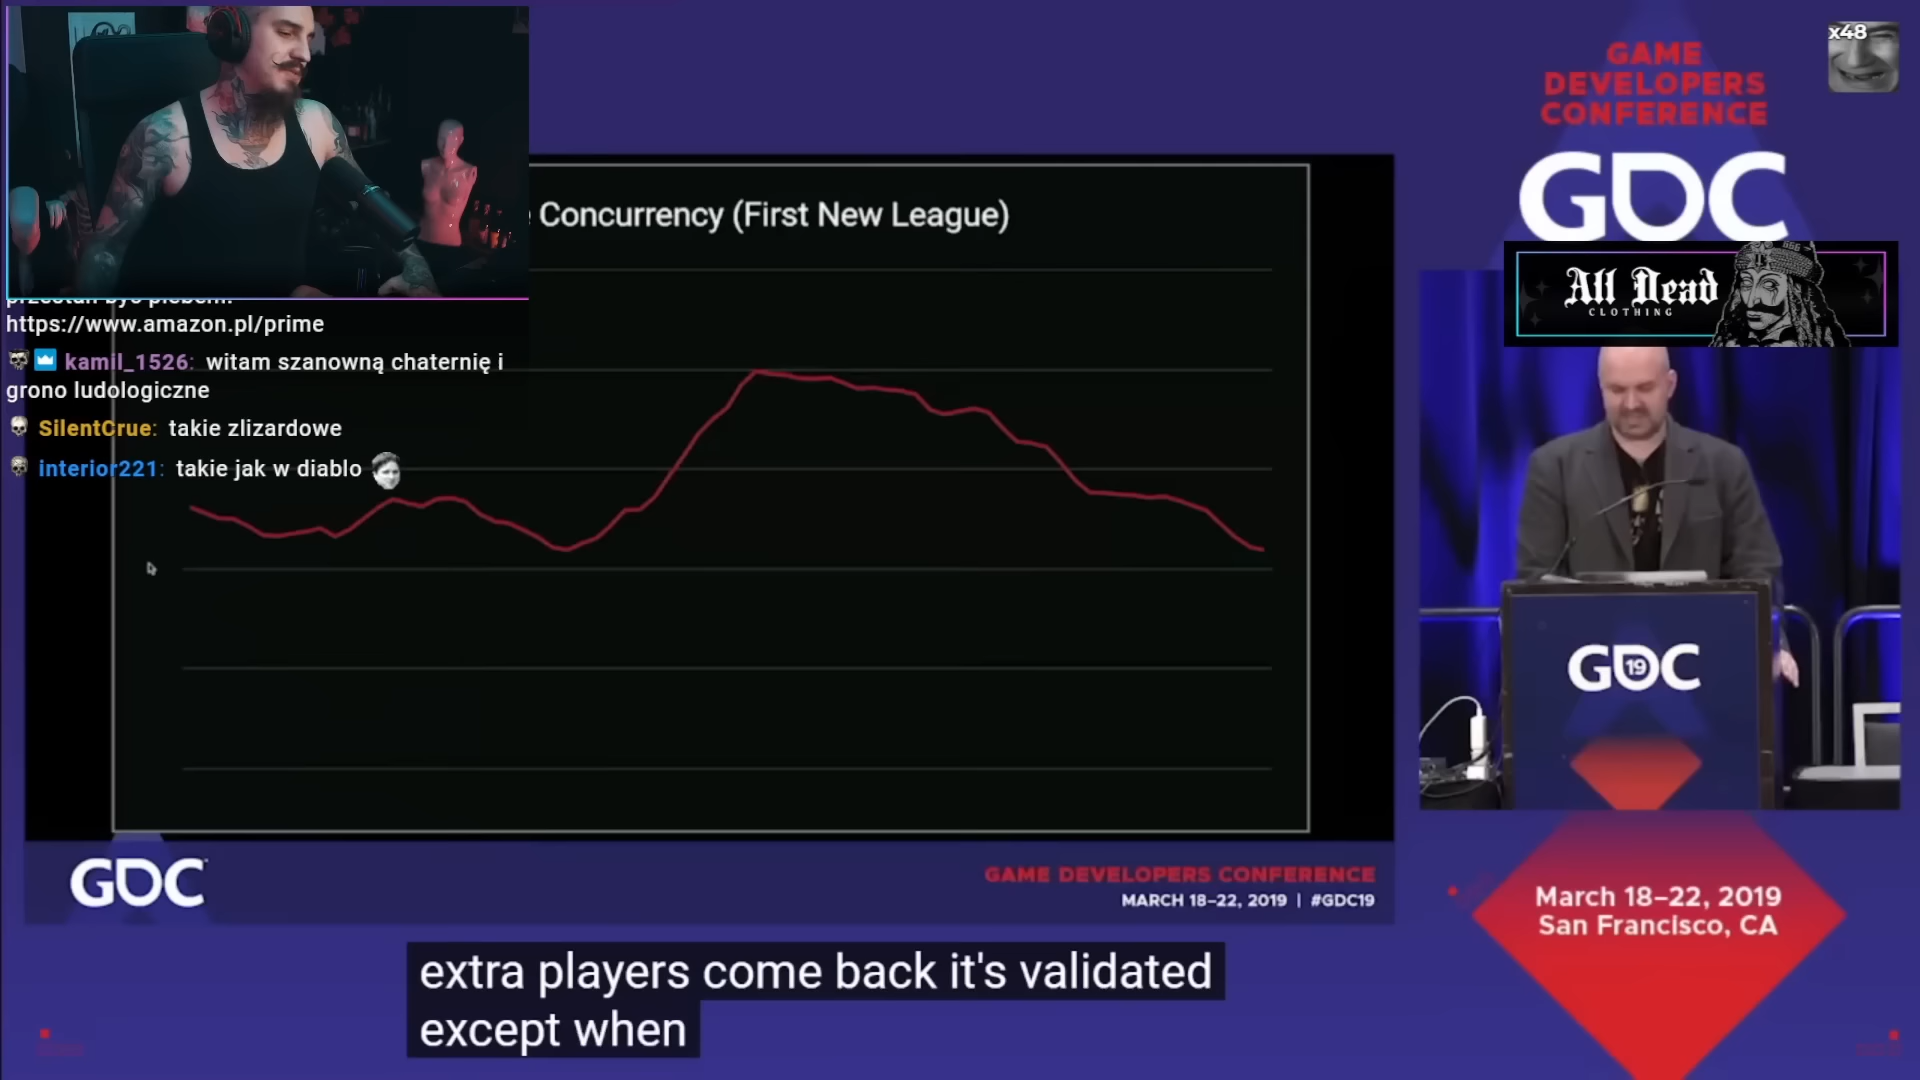 x48
GAME
DEVELOPERS
CONFERENCE
GDC
Concurrency (First New League)
All Dead
CLOTHING
https://www.amazon.pl/prime
kamil_1526: witam szanowną chaternię i
grono ludologiczne
SilentCrue: takie zlizardowe
interior221: takie jak w diablo
GDC
19
GDC
GAME DEVELOPERS CONFERENCE
MARCH 18–22, 2019 | #GDC19
March 18–22, 2019
San Francisco, CA
extra players come back it's validated
except when